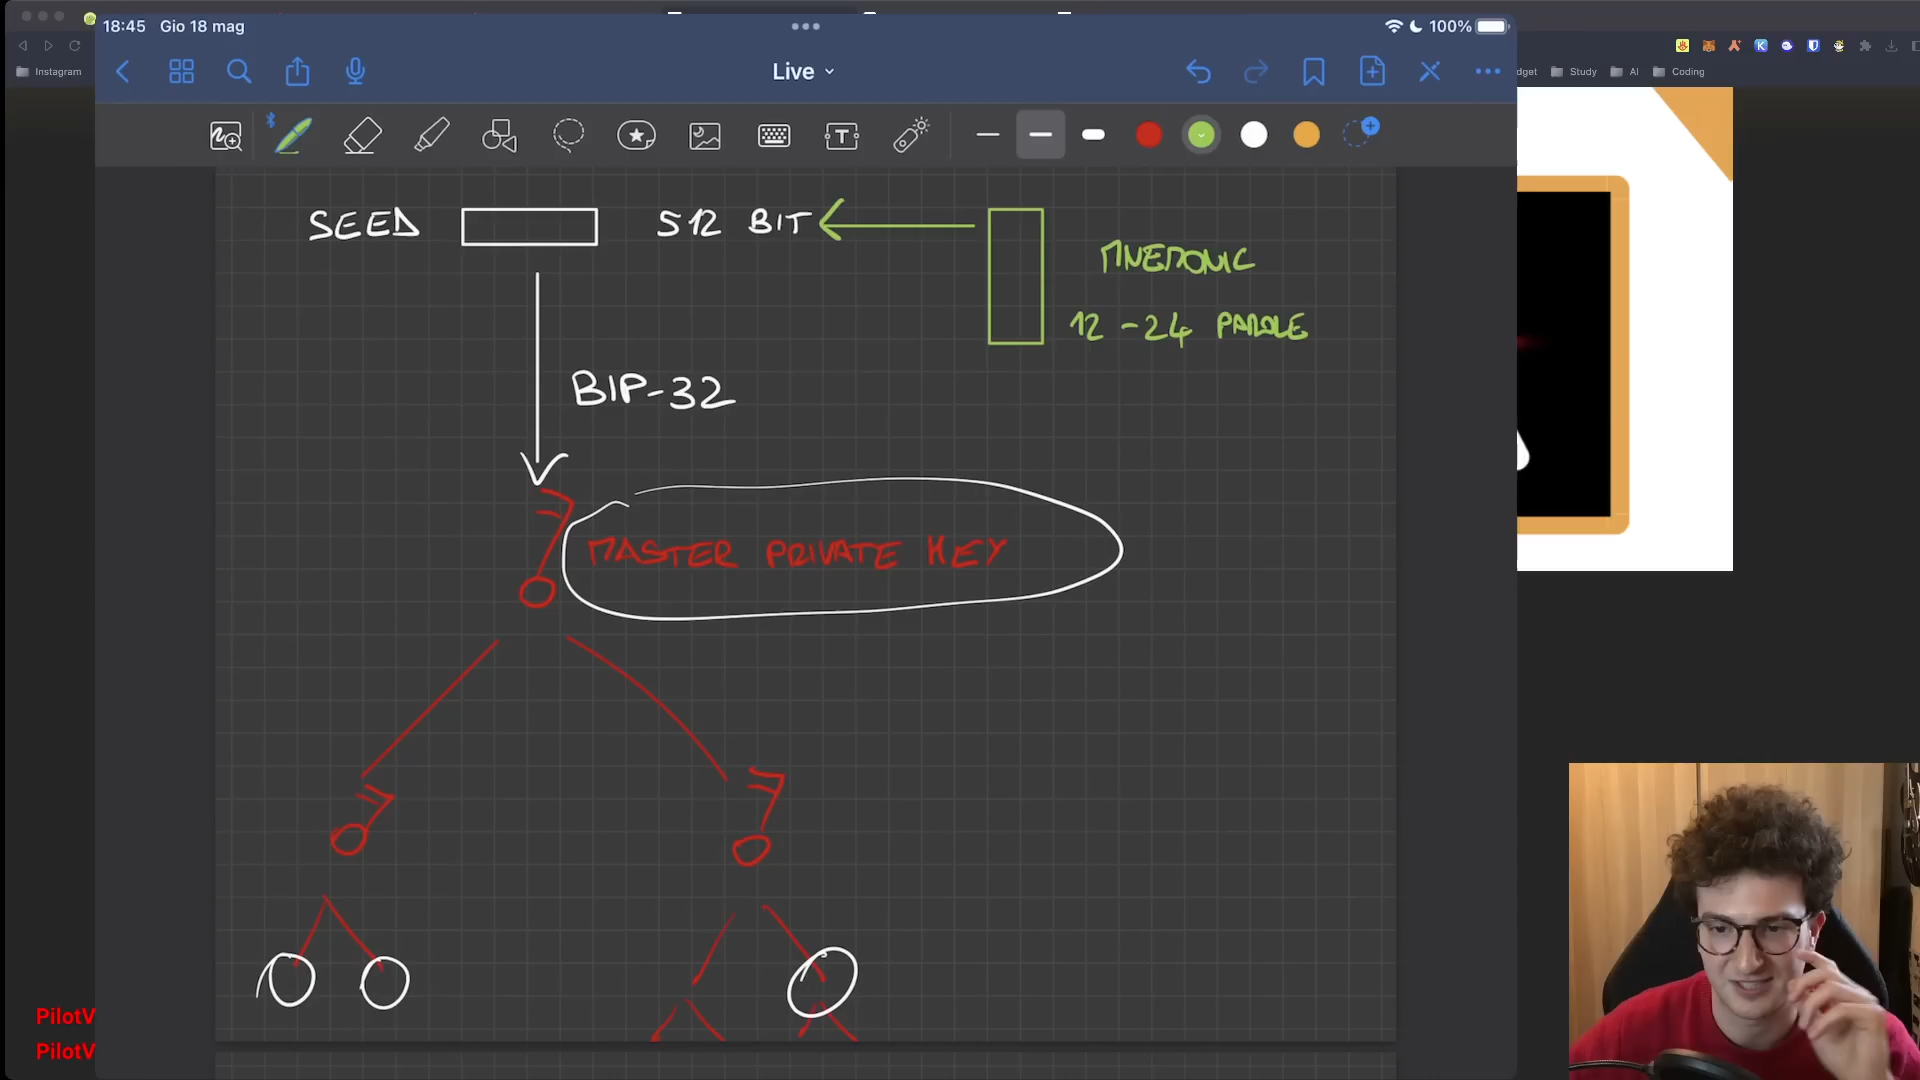 18:45 Gio 18 mag
100%
Live
Instagram
dget
Study
AI
Coding
SEED
512 BIT
MNEMONIC
12-24 PAROLE
BIP-32
MASTER PRIVATE KEY
PilotV
PilotV